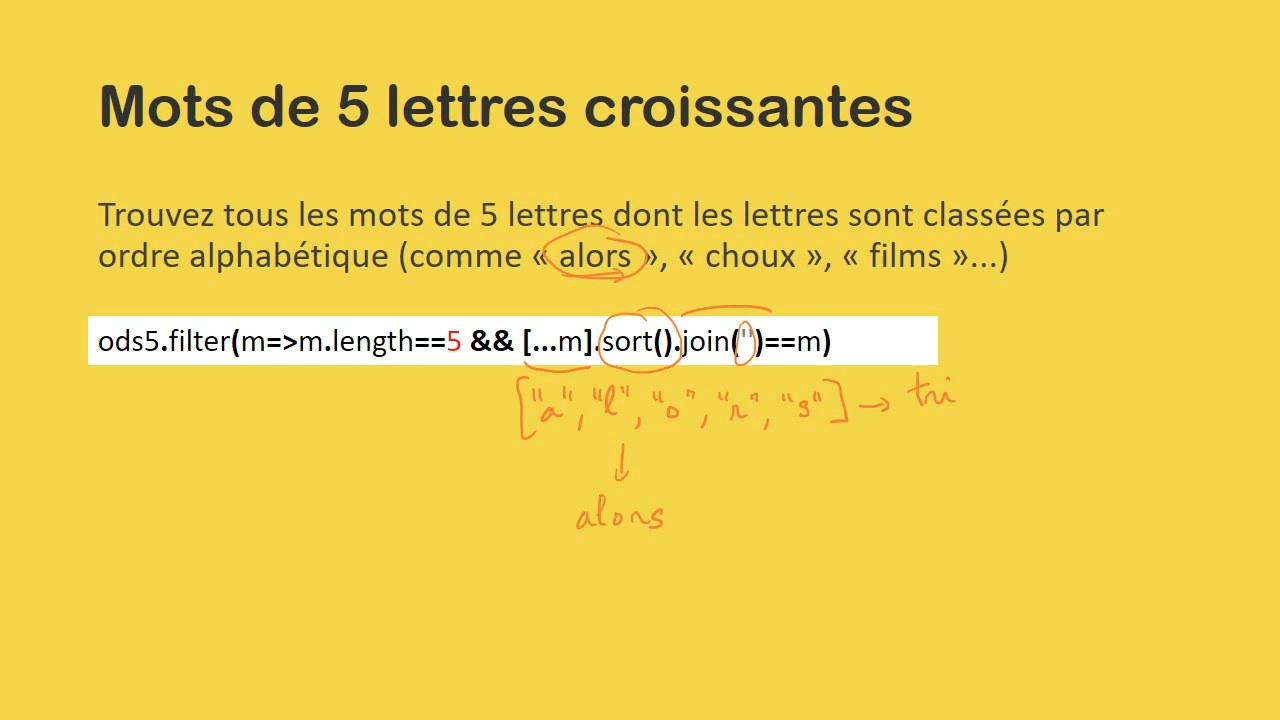 Mots de 5 lettres croissantes
Trouvez tous les mots de 5 lettres dont les lettres sont classées par
ordre alphabétique (comme « alors », « choux », « films »...)
ods5.filter(m=>m.length==5 && [...m].sort().join('')==m)
["a", "l", "o", "r", "s"] → tri
alors